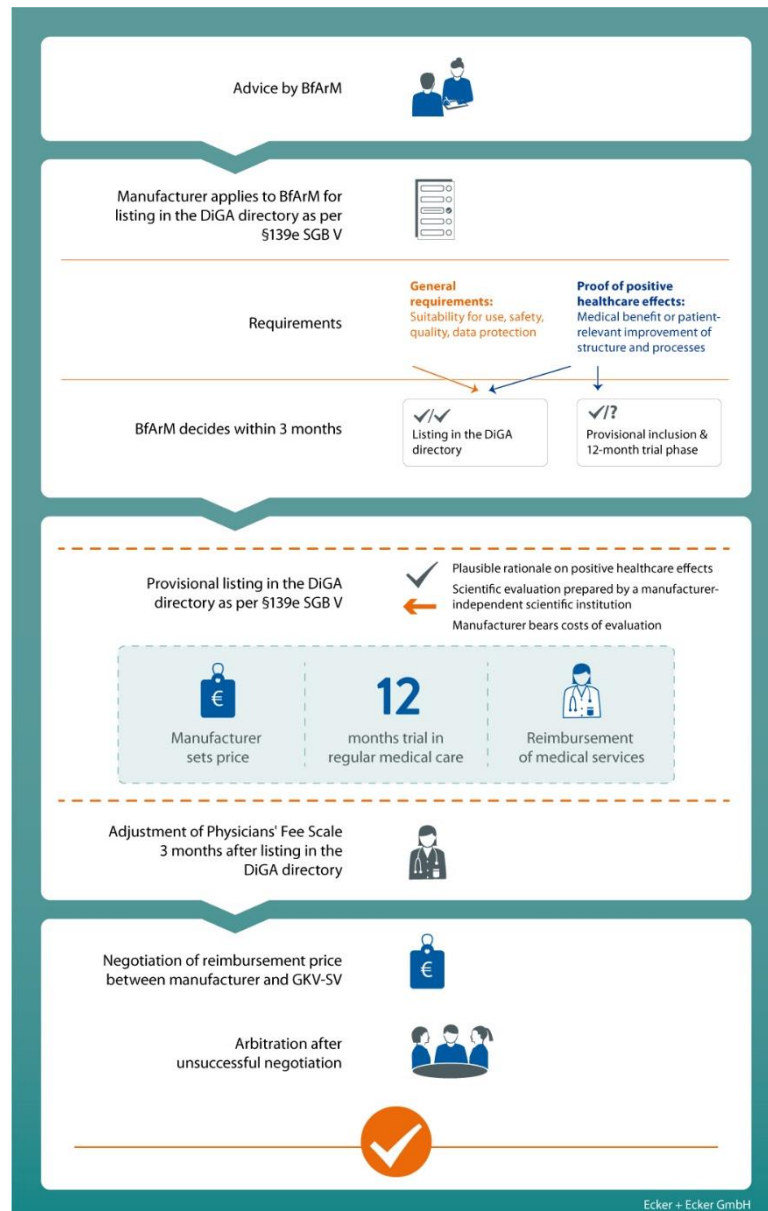 Advice by BfArM
Manufacturer applies to BfArM for
listing in the DiGA directory as per
§139e SGB V
Requirements
General
requirements:
Suitability for use, safety,
quality, data protection
Proof of positive
healthcare effects:
Medical benefit or patient-
relevant improvement of
structure and processes
BfArM decides within 3 months
✓/✓
Listing in the DiGA
directory
✓/?
Provisional inclusion &
12-month trial phase
Provisional listing in the DiGA
directory as per §139e SGB V
Plausible rationale on positive healthcare effects
Scientific evaluation prepared by a manufacturer-
independent scientific institution
Manufacturer bears costs of evaluation
€
Manufacturer
sets price
12
months trial in
regular medical care
Reimbursement
of medical services
Adjustment of Physicians' Fee Scale
3 months after listing in the
DiGA directory
Negotiation of reimbursement price
between manufacturer and GKV-SV
€
Arbitration after
unsuccessful negotiation
Ecker + Ecker GmbH